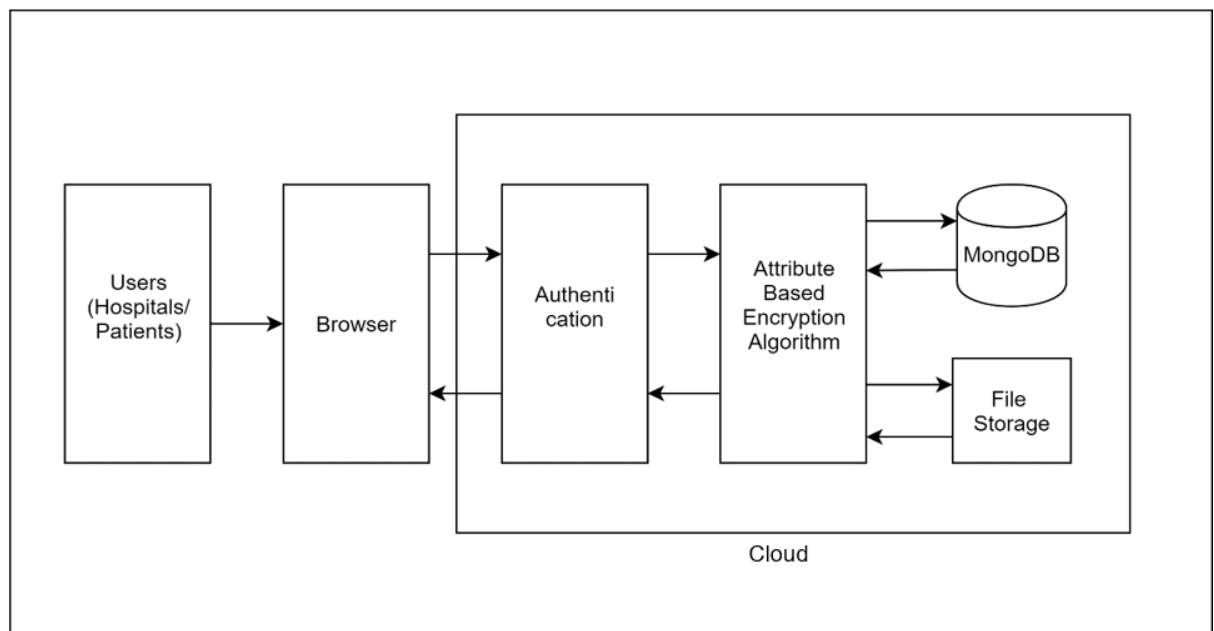 Users
(Hospitals/
Patients)
Browser
Authenti
cation
Attribute
Based
Encryption
Algorithm
MongoDB
File
Storage
Cloud